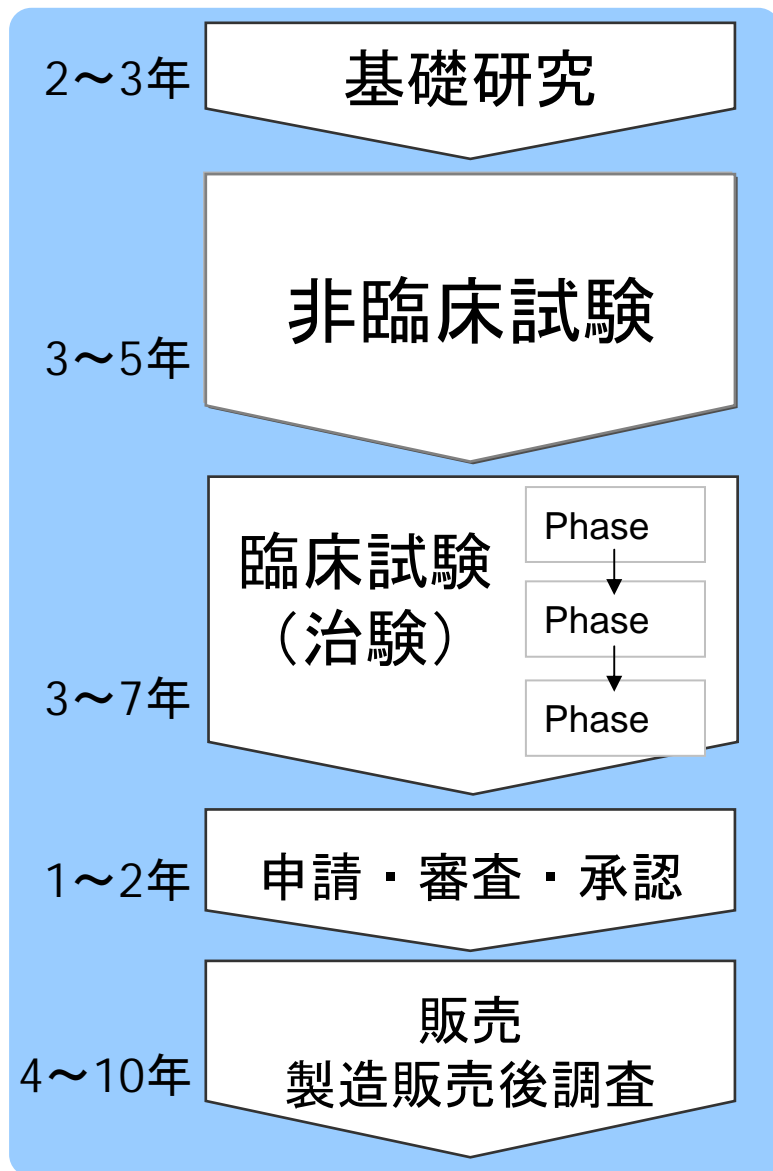 2～3年
基礎研究
3～5年
非臨床試験
3～7年
臨床試験
（治験）
Phase
Phase
Phase
1～2年
申請・審査・承認
4～10年
販売
製造販売後調査